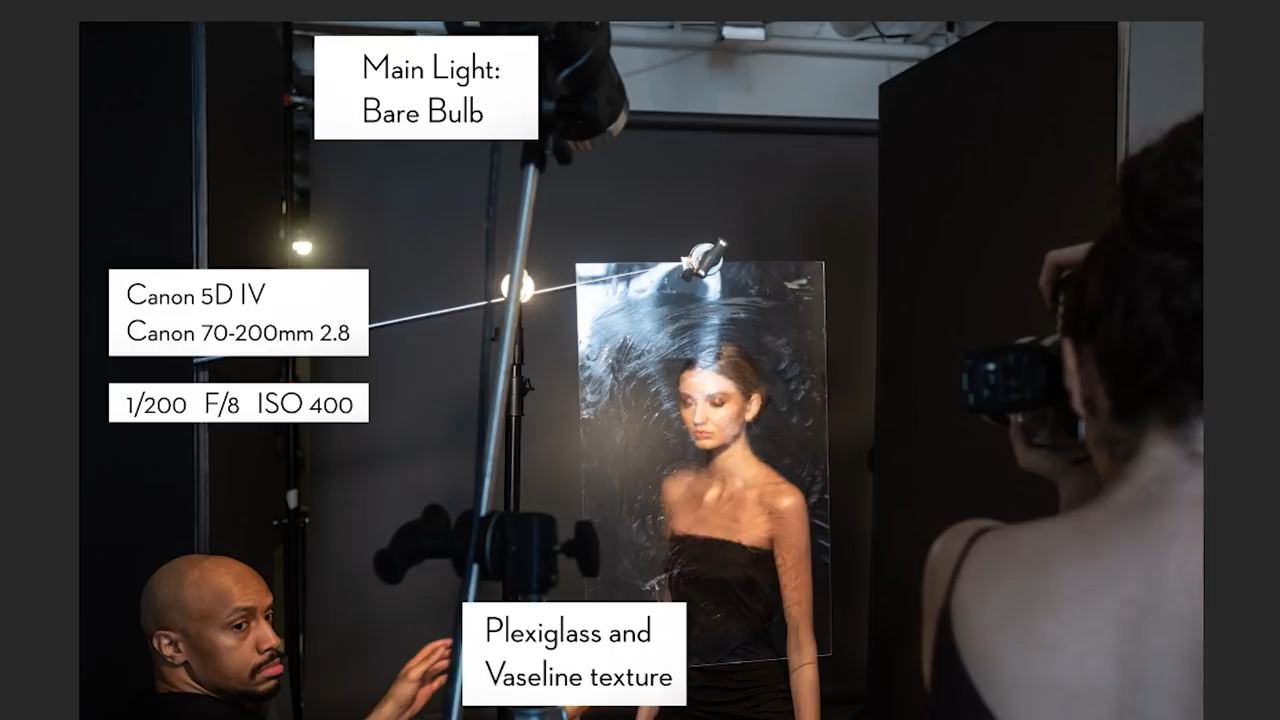 Main Light:
Bare Bulb
Canon 5D IV
Canon 70-200mm 2.8
1/200 F/8 ISO 400
Plexiglass and
Vaseline texture